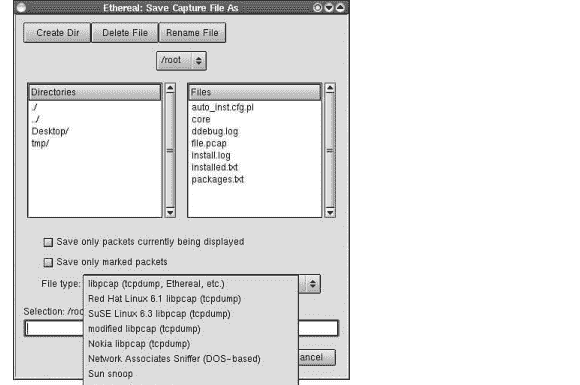 Ethereal: Save Capture File As
Create Dir Delete File Rename File
/root
Directories
./
../
Desktop/
tmp/
Files
auto_inst.cfg.pl
core
ddebug.log
file.pcap
install.log
installed.txt
packages.txt
Save only packets currently being displayed
Save only marked packets
File type:
libpcap (tcpdump, Ethereal, etc.)
Red Hat Linux 6.1 libpcap (tcpdump)
SuSE Linux 6.3 libpcap (tcpdump)
modified libpcap (tcpdump)
Nokia libpcap (tcpdump)
Network Associates Sniffer (DOS-based)
Sun snoop
Selection: /roo
ancel